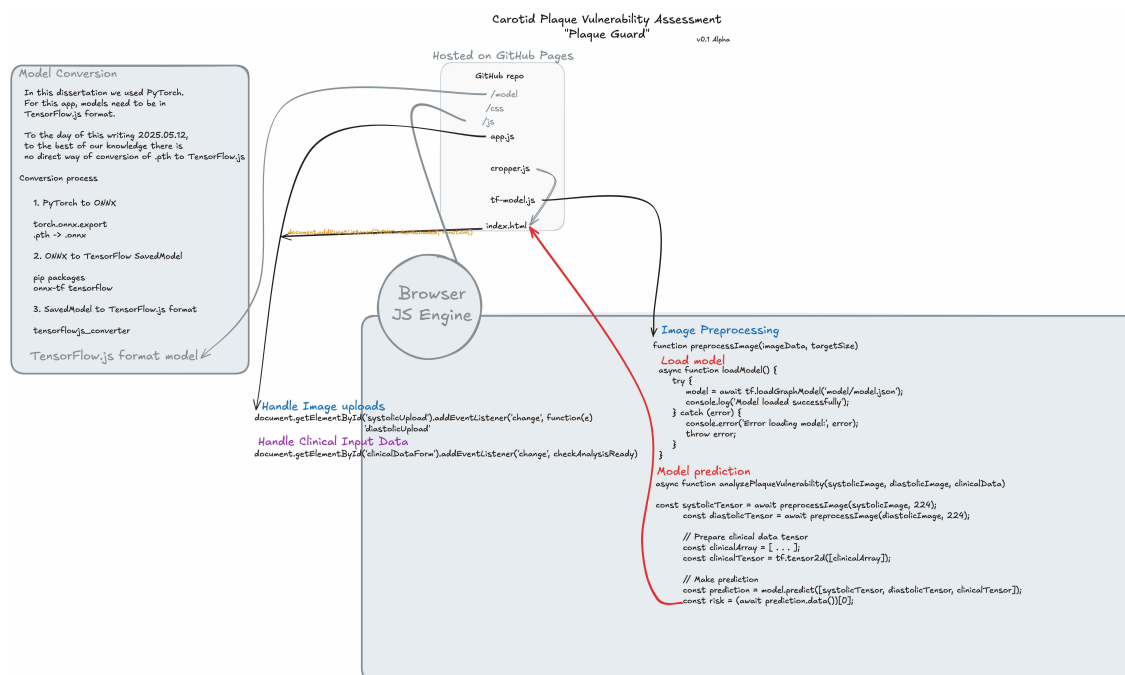 Carotid Plaque Vulnerability Assessment
"Plaque Guard"
v0.1 Alpha
Hosted on GitHub Pages
GitHub repo
/model
/css
/js
app.js
cropper.js
tf-model.js
index.html
Model Conversion
In this dissertation we used PyTorch.
For this app, models need to be in
TensorFlow.js format.
To the day of this writing 2025.05.12,
to the best of our knowledge there is
no direct way of conversion of .pth to TensorFlow.js
Conversion process
1. PyTorch to ONNX
torch.onnx.export
.pth -> .onnx
2. ONNX to TensorFlow SavedModel
pip packages
onnx-tf tensorflow
3. SavedModel to TensorFlow.js format
tensorflowjs_converter
TensorFlow.js format model
document.addEventListener(
function()
Browser
JS Engine
Handle Image uploads
document.getElementById('systolicUpload').addEventListener('change', function(e)
'diastolicUpload'
Handle Clinical Input Data
document.getElementById('clinicalDataForm').addEventListener('change', checkAnalysisReady)
Image Preprocessing
function preprocessImage(imageData, targetSize)
Load model
async function loadModel() {
try {
model = await tf.loadGraphModel('model/model.json');
console.log('Model loaded successfully');
} catch (error) {
console.error('Error loading model:', error);
throw error;
}
}
Model prediction
async function analyzePlaqueVulnerability(systolicImage, diastolicImage, clinicalData)
const systolicTensor = await preprocessImage(systolicImage, 224);
const diastolicTensor = await preprocessImage(diastolicImage, 224);
// Prepare clinical data tensor
const clinicalArray = [ . . . ];
const clinicalTensor = tf.tensor2d([clinicalArray]);
// Make prediction
const prediction = model.predict([systolicTensor, diastolicTensor, clinicalTensor]);
const risk = (await prediction.data())[0];